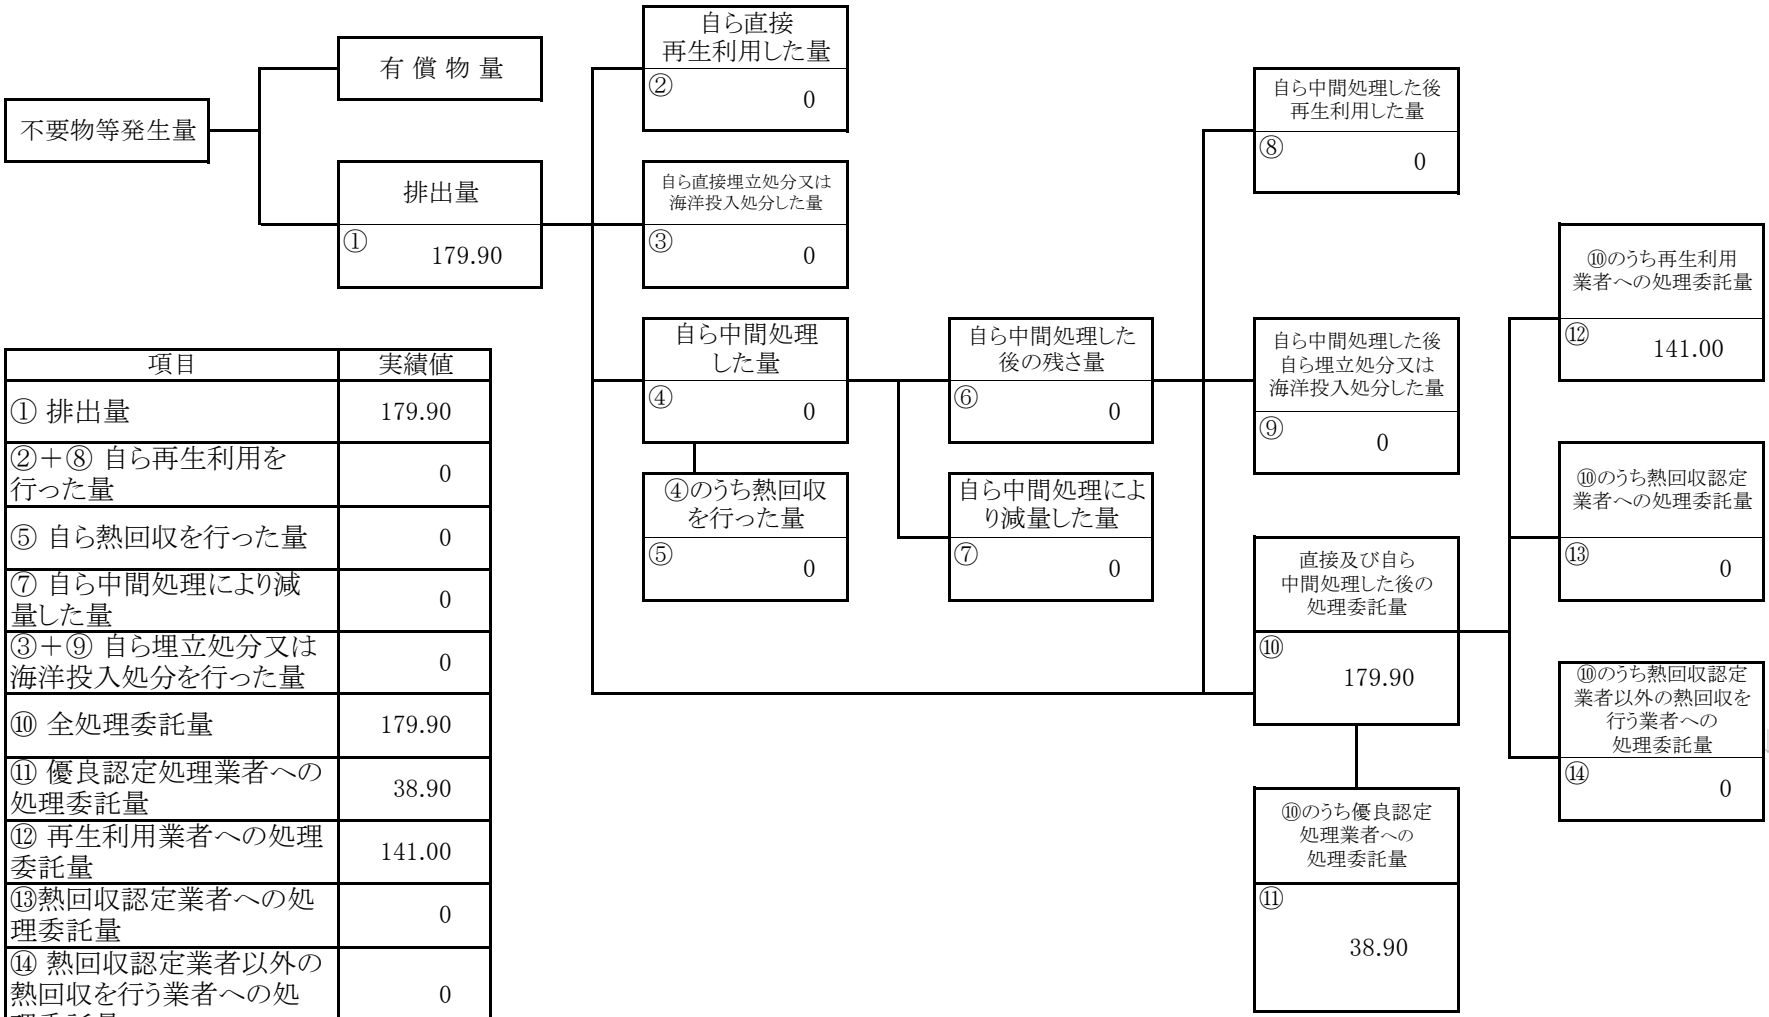 不要物等発生量
有償物量
排出量
①
179.90
自ら直接
再生利用した量
②
0
自ら直接埋立処分又は
海洋投入処分した量
③
0
自ら中間処理
した量
④
0
④のうち熱回収
を行った量
⑤
0
自ら中間処理した
後の残さ量
⑥
0
自ら中間処理によ
り減量した量
⑦
0
自ら中間処理した後
再生利用した量
⑧
0
自ら中間処理した後
自ら埋立処分又は
海洋投入処分した量
⑨
0
直接及び自ら
中間処理した後の
処理委託量
⑩
179.90
⑩のうち優良認定
処理業者への
処理委託量
⑪
38.90
⑩のうち再生利用
業者への処理委託量
⑫
141.00
⑩のうち熱回収認定
業者への処理委託量
⑬
0
⑩のうち熱回収認定
業者以外の熱回収を
行う業者への
処理委託量
⑭
0
項目 実績値
① 排出量 179.90
②+⑧ 自ら再生利用を
行った量
0
⑤ 自ら熱回収を行った量 0
⑦ 自ら中間処理により減
量した量
0
③+⑨ 自ら埋立処分又は
海洋投入処分を行った量
0
⑩ 全処理委託量 179.90
⑪ 優良認定処理業者への
処理委託量
38.90
⑫ 再生利用業者への処理
委託量
141.00
⑬熱回収認定業者への処
理委託量
0
⑭ 熱回収認定業者以外の
熱回収を行う業者への処
0